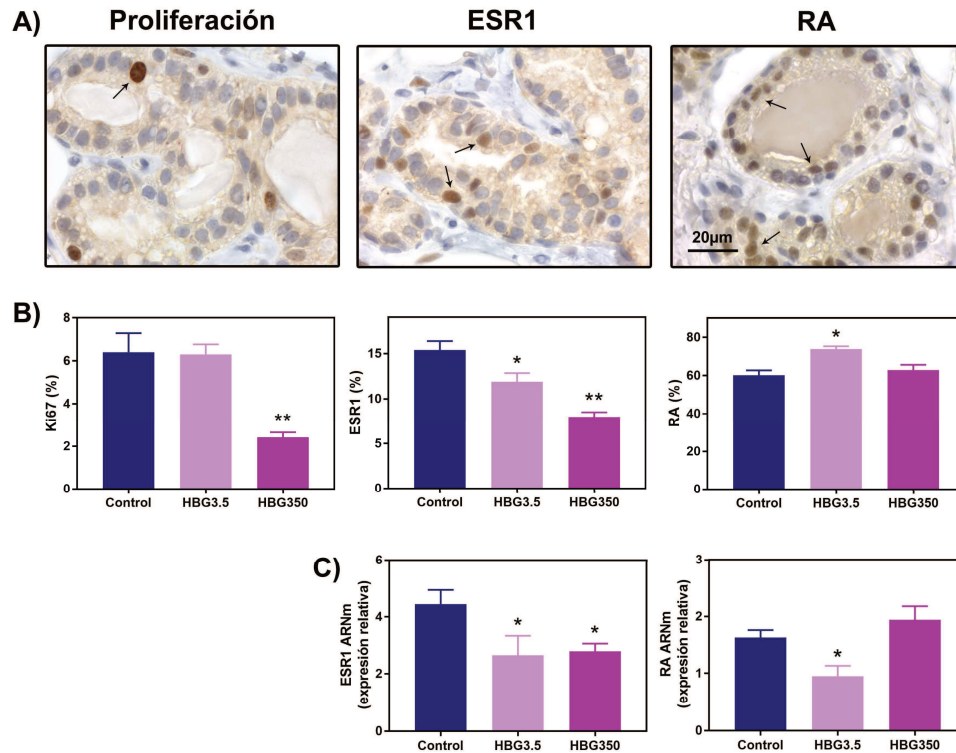 A)
Proliferación
ESR1
RA
20µm
B)
Ki67 (%)
8
6
4
2
0
**
Control
HBG3.5
HBG350
ESR1 (%)
15
10
5
0
*
**
Control
HBG3.5
HBG350
RA (%)
80
60
40
20
0
*
Control
HBG3.5
HBG350
C)
ESR1 ARNm
(expresión relativa)
6
4
2
0
*
*
Control
HBG3.5
HBG350
RA ARNm
(expresión relativa)
3
2
1
0
*
Control
HBG3.5
HBG350